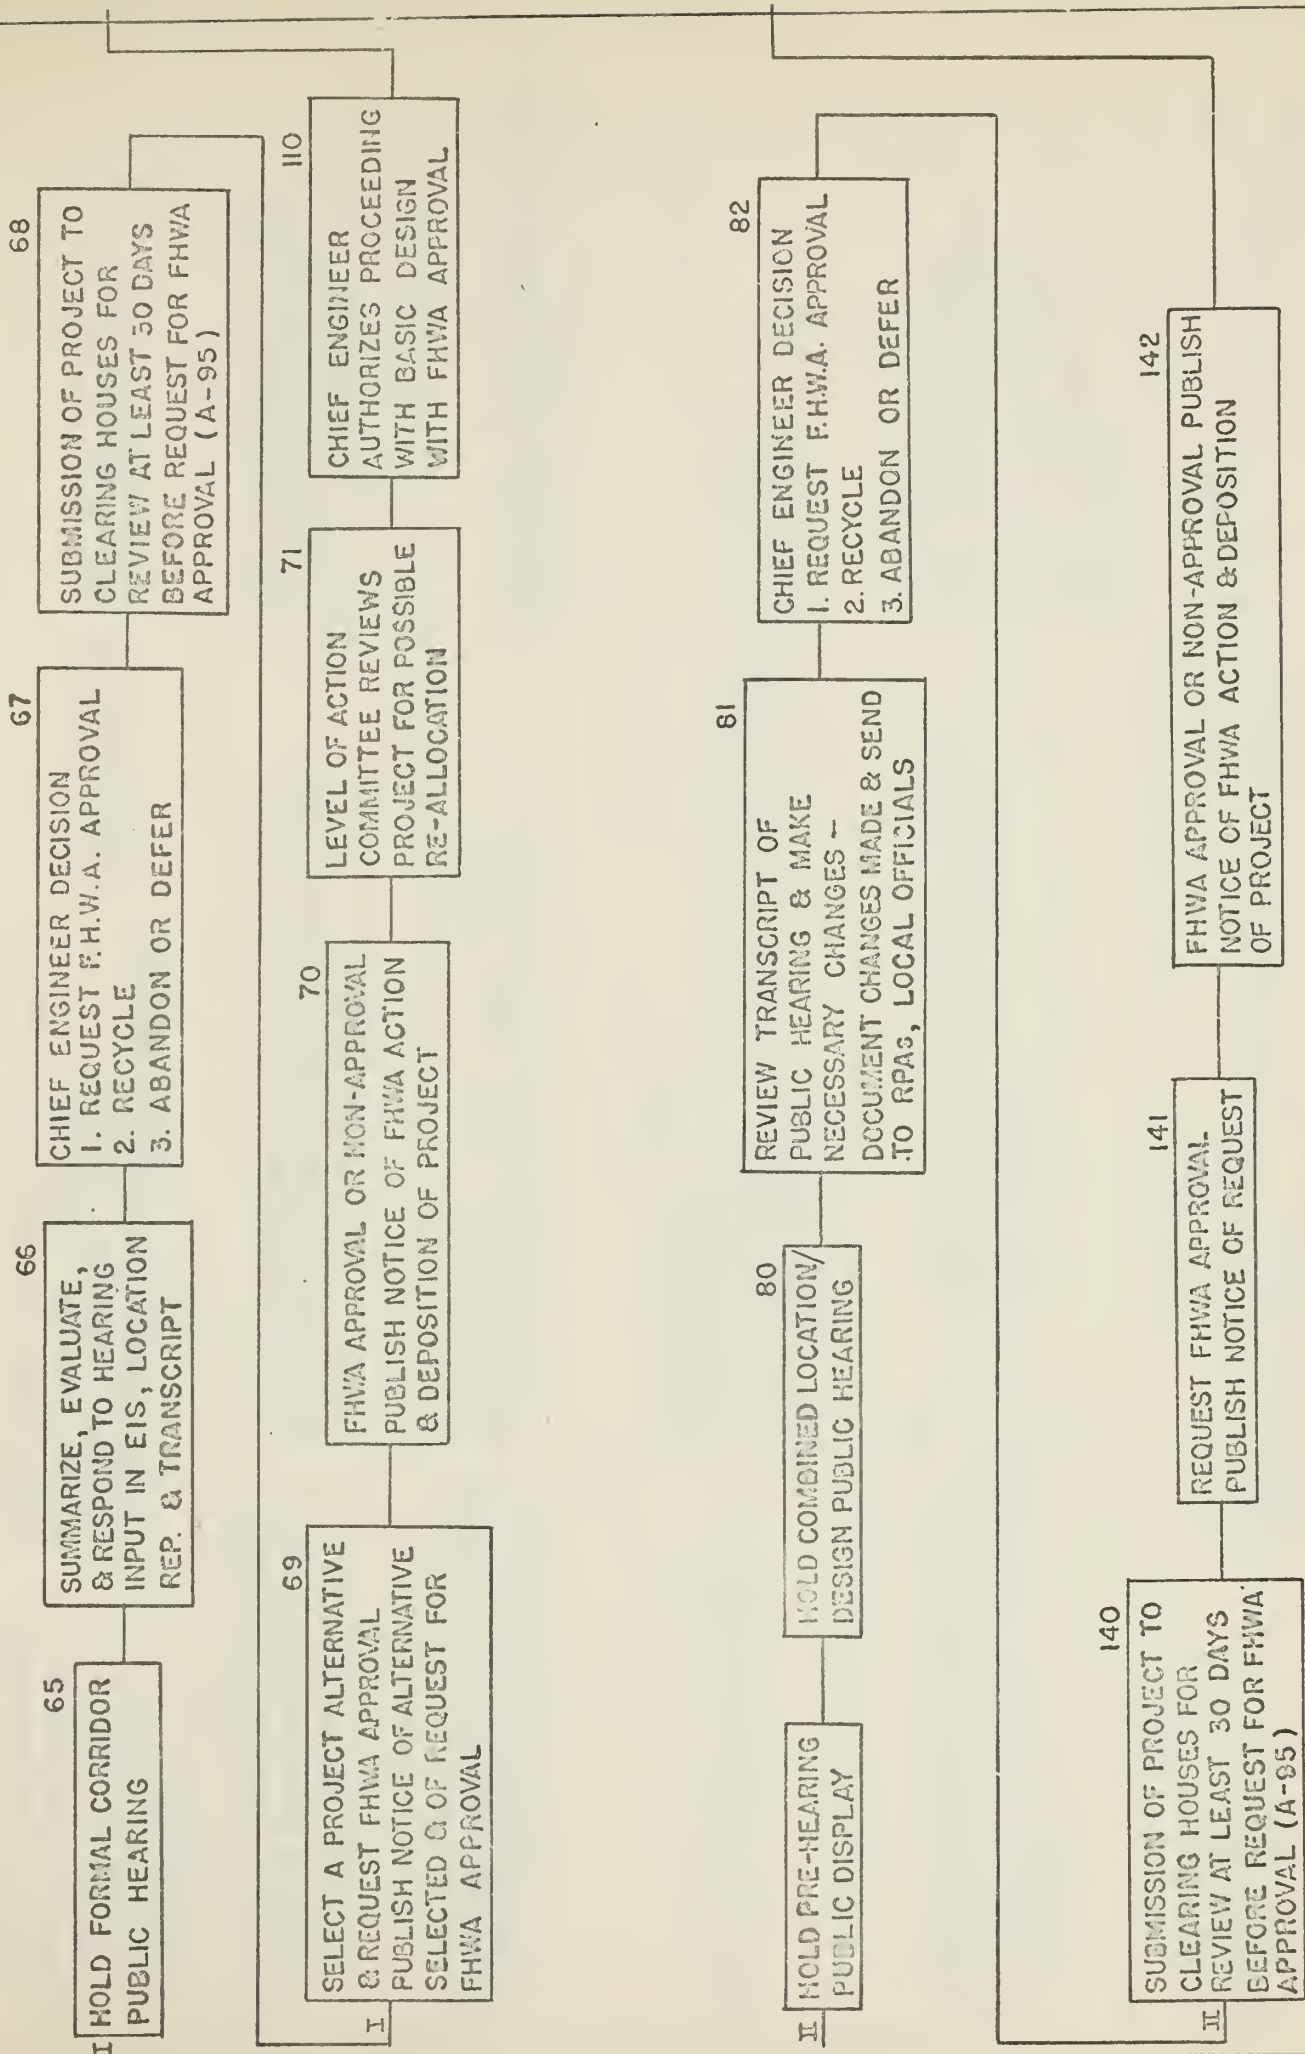 65
I
HOLD FORMAL CORRIDOR
PUBLIC HEARING
66
SUMMARIZE, EVALUATE,
& RESPOND TO HEARING
INPUT IN EIS, LOCATION
REP. & TRANSCRIPT
67
CHIEF ENGINEER DECISION
1. REQUEST F.H.W.A. APPROVAL
2. RECYCLE
3. ABANDON OR DEFER
68
SUBMISSION OF PROJECT TO
CLEARING HOUSES FOR
REVIEW AT LEAST 30 DAYS
BEFORE REQUEST FOR FHWA
APPROVAL (A-95)
I
69
SELECT A PROJECT ALTERNATIVE
& REQUEST FHWA APPROVAL
PUBLISH NOTICE OF ALTERNATIVE
SELECTED & OF REQUEST FOR
FHWA APPROVAL
70
FHWA APPROVAL OR NON-APPROVAL
PUBLISH NOTICE OF FHWA ACTION
& DEPOSITION OF PROJECT
71
LEVEL OF ACTION
COMMITTEE REVIEWS
PROJECT FOR POSSIBLE
RE-ALLOCATION
110
CHIEF ENGINEER
AUTHORIZES PROCEEDING
WITH BASIC DESIGN
WITH FHWA APPROVAL
II
HOLD PRE-HEARING
PUBLIC DISPLAY
80
HOLD COMBINED LOCATION/
DESIGN PUBLIC HEARING
81
REVIEW TRANSCRIPT OF
PUBLIC HEARING & MAKE
NECESSARY CHANGES -
DOCUMENT CHANGES MADE & SEND
TO RPAs, LOCAL OFFICIALS
82
CHIEF ENGINEER DECISION
1. REQUEST F.H.W.A. APPROVAL
2. RECYCLE
3. ABANDON OR DEFER
II
140
SUBMISSION OF PROJECT TO
CLEARING HOUSES FOR
REVIEW AT LEAST 30 DAYS
BEFORE REQUEST FOR FHWA
APPROVAL (A-95)
141
REQUEST FHWA APPROVAL
PUBLISH NOTICE OF REQUEST
142
FHWA APPROVAL OR NON-APPROVAL PUBLISH
NOTICE OF FHWA ACTION & DEPOSITION
OF PROJECT